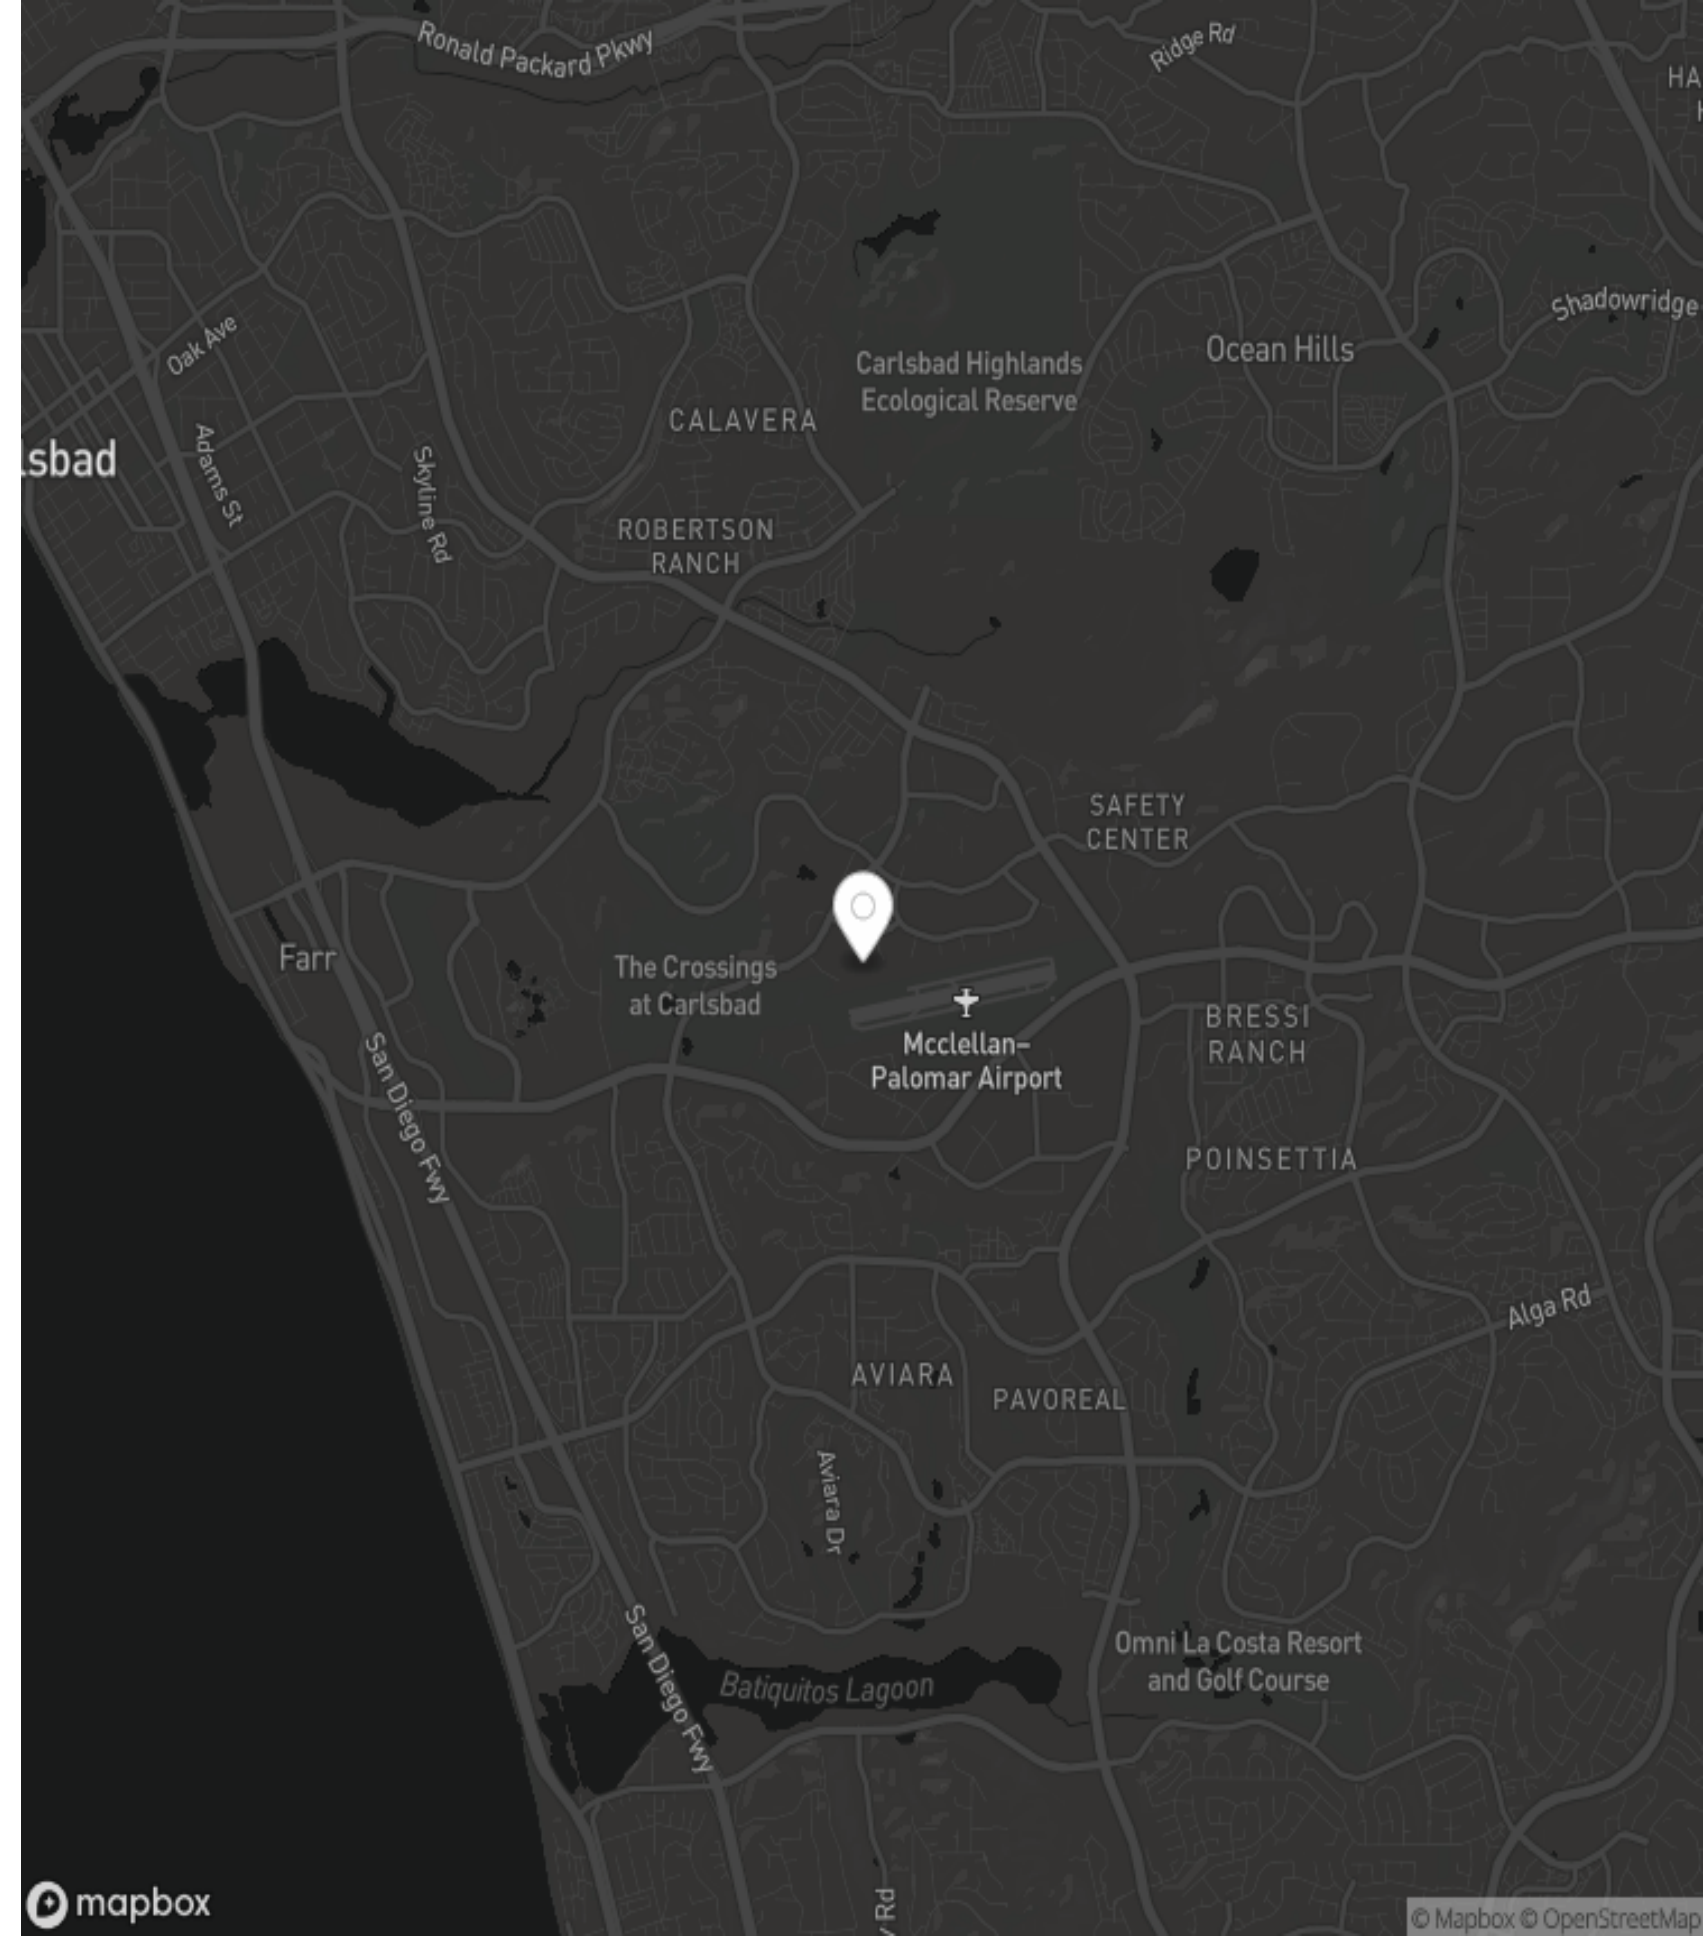 Ronald Packard Pkwy
Ridge Rd
HA
Shadowridge
Oak Ave
Ocean Hills
Carlsbad Highlands
Ecological Reserve
CALAVERA
lsbad
Adams St
Skyline Rd
ROBERTSON
RANCH
SAFETY
CENTER
Farr
The Crossings
at Carlsbad
Mcclellan–
Palomar Airport
BRESSI
RANCH
San Diego Fwy
POINSETTIA
Alga Rd
AVIARA
PAVOREAL
Aviara Dr
San Diego Fwy
Omni La Costa Resort
and Golf Course
Batiquitos Lagoon
Rd
mapbox
© Mapbox © OpenStreetMap